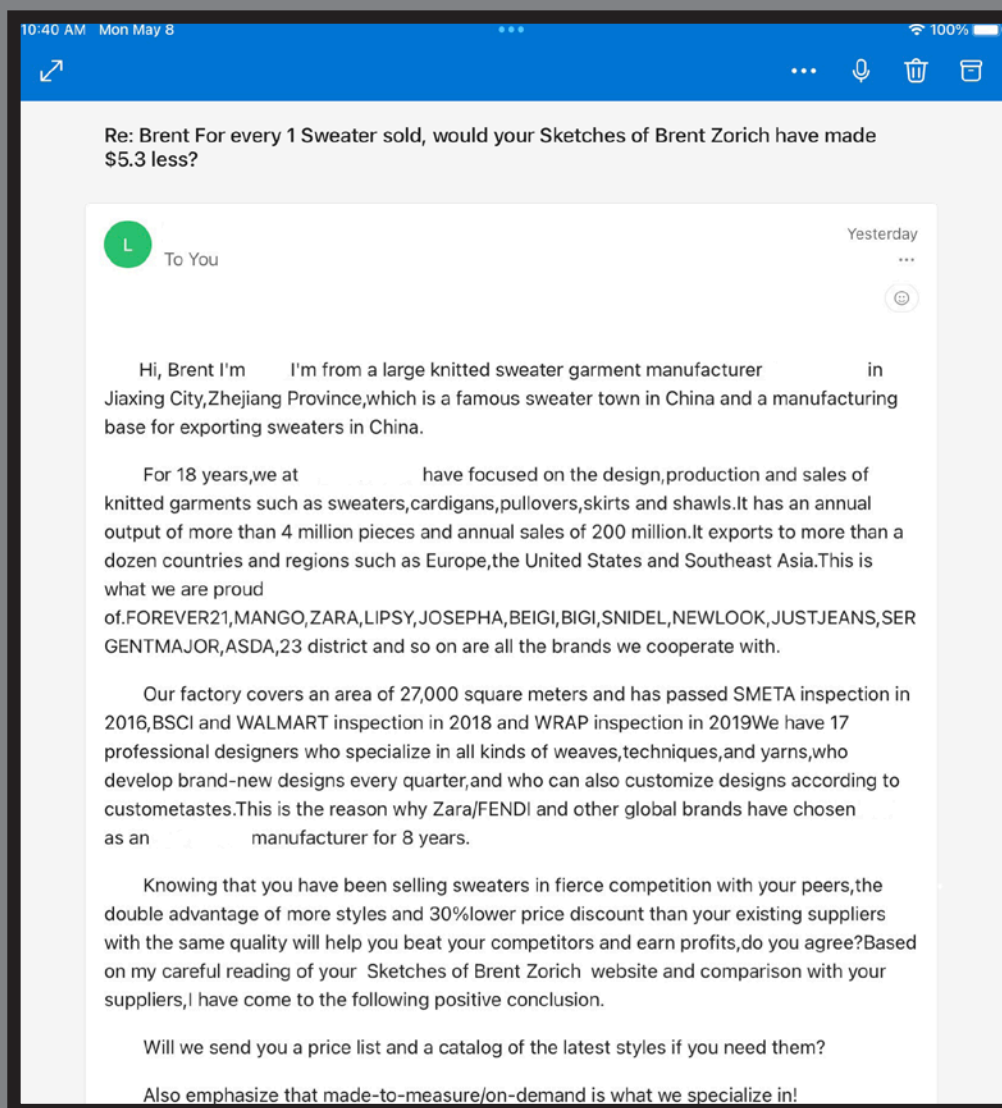 10:40 AM Mon May 8
100%
Re: Brent For every 1 Sweater sold, would your Sketches of Brent Zorich have made
$5.3 less?
L
Yesterday
To You
Hi, Brent I'm I'm from a large knitted sweater garment manufacturer in
Jiaxing City,Zhejiang Province,which is a famous sweater town in China and a manufacturing
base for exporting sweaters in China.
For 18 years,we at have focused on the design,production and sales of
knitted garments such as sweaters,cardigans,pullovers,skirts and shawls.It has an annual
output of more than 4 million pieces and annual sales of 200 million.It exports to more than a
dozen countries and regions such as Europe,the United States and Southeast Asia.This is
what we are proud
of.FOREVER21,MANGO,ZARA,LIPSY,JOSEPHA,BEIGI,BIGI,SNIDEL,NEWLOOK,JUSTJEANS,SER
GENTMAJOR,ASDA,23 district and so on are all the brands we cooperate with.
Our factory covers an area of 27,000 square meters and has passed SMETA inspection in
2016,BSCI and WALMART inspection in 2018 and WRAP inspection in 2019We have 17
professional designers who specialize in all kinds of weaves,techniques,and yarns,who
develop brand-new designs every quarter,and who can also customize designs according to
custometastes.This is the reason why Zara/FENDI and other global brands have chosen
as an manufacturer for 8 years.
Knowing that you have been selling sweaters in fierce competition with your peers,the
double advantage of more styles and 30%lower price discount than your existing suppliers
with the same quality will help you beat your competitors and earn profits,do you agree?Based
on my careful reading of your Sketches of Brent Zorich website and comparison with your
suppliers,I have come to the following positive conclusion.
Will we send you a price list and a catalog of the latest styles if you need them?
Also emphasize that made-to-measure/on-demand is what we specialize in!